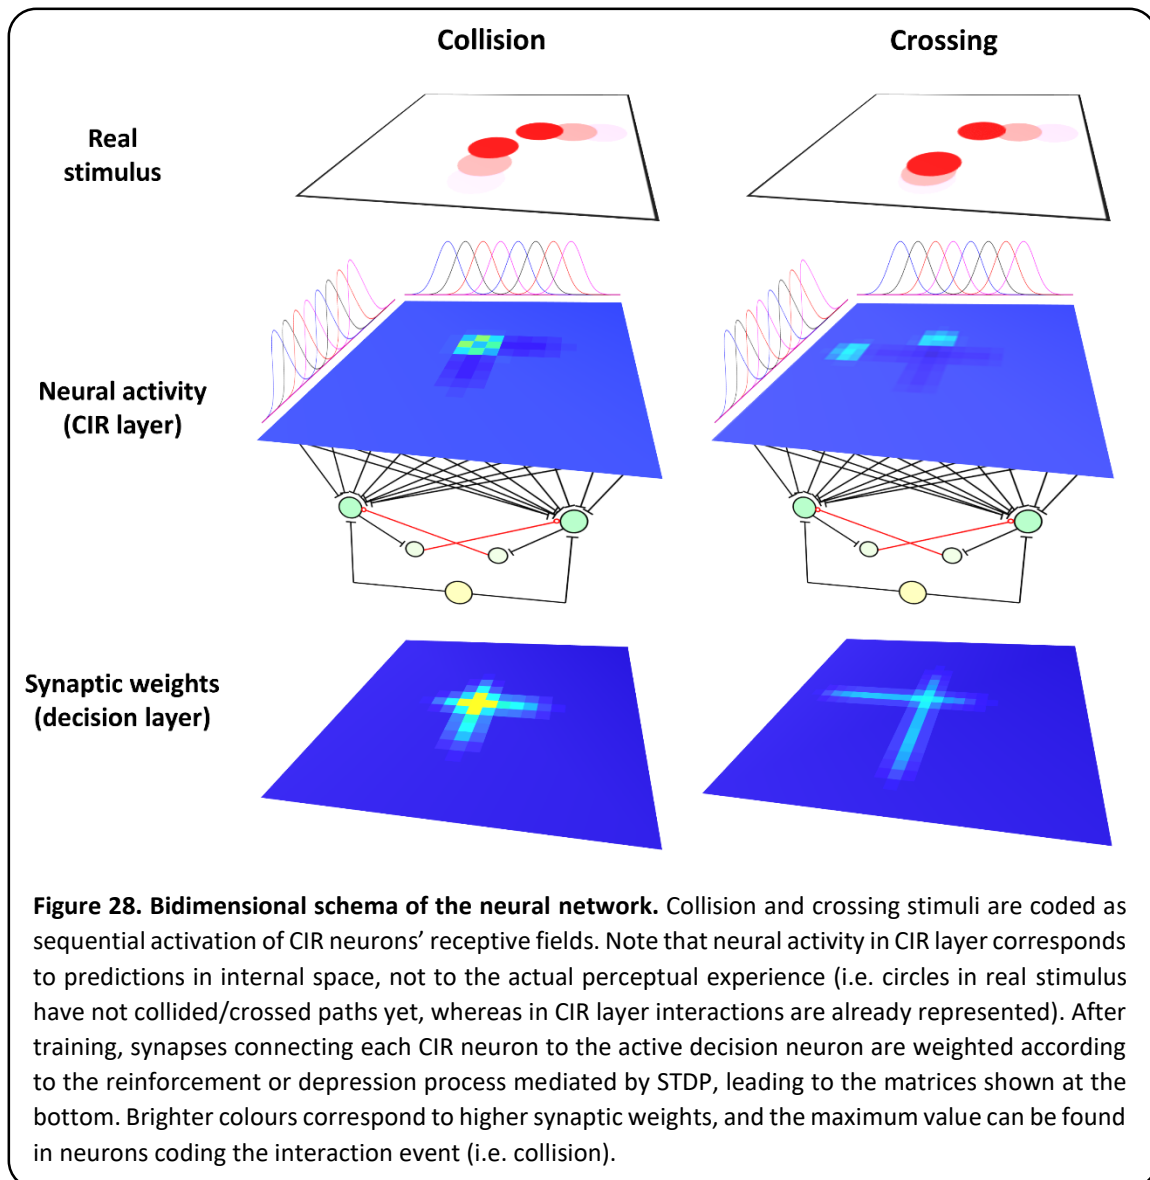 Collision
Crossing
Real
stimulus
Neural activity
(CIR layer)
Synaptic weights
(decision layer)
Figure 28. Bidimensional schema of the neural network. Collision and crossing stimuli are coded as
sequential activation of CIR neurons’ receptive fields. Note that neural activity in CIR layer corresponds
to predictions in internal space, not to the actual perceptual experience (i.e. circles in real stimulus
have not collided/crossed paths yet, whereas in CIR layer interactions are already represented). After
training, synapses connecting each CIR neuron to the active decision neuron are weighted according
to the reinforcement or depression process mediated by STDP, leading to the matrices shown at the
bottom. Brighter colours correspond to higher synaptic weights, and the maximum value can be found
in neurons coding the interaction event (i.e. collision).